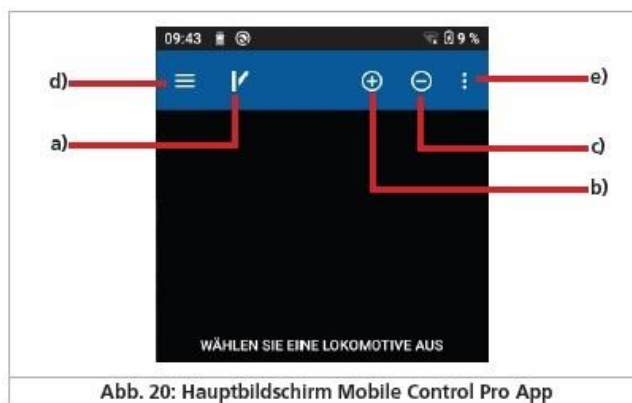 09:43 9 %
d)
e)
a)
c)
b)
WÄHLEN SIE EINE LOKOMOTIVE AUS
Abb. 20: Hauptbildschirm Mobile Control Pro App